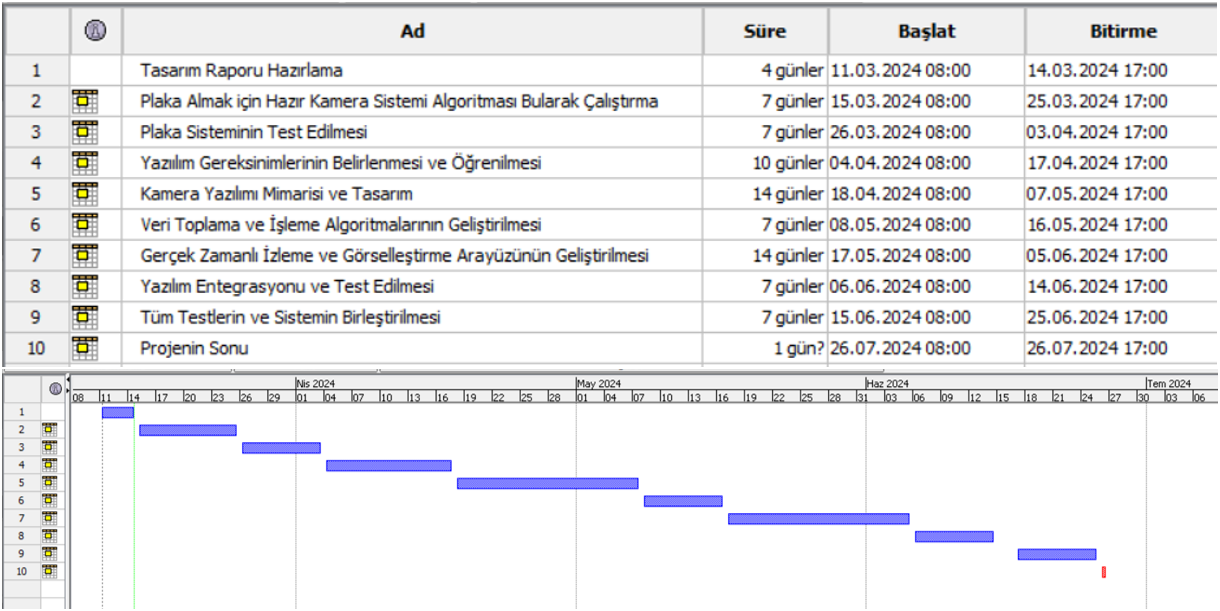 Ad Süre Başlat Bitirme
1 Tasarım Raporu Hazırlama 4 günler 11.03.2024 08:00 14.03.2024 17:00
2 Plaka Almak için Hazır Kamera Sistemi Algoritması Bularak Çalıştırma 7 günler 15.03.2024 08:00 25.03.2024 17:00
3 Plaka Sisteminin Test Edilmesi 7 günler 26.03.2024 08:00 03.04.2024 17:00
4 Yazılım Gereksinimlerinin Belirlenmesi ve Öğrenilmesi 10 günler 04.04.2024 08:00 17.04.2024 17:00
5 Kamera Yazılımı Mimarisi ve Tasarım 14 günler 18.04.2024 08:00 07.05.2024 17:00
6 Veri Toplama ve İşleme Algoritmalarının Geliştirilmesi 7 günler 08.05.2024 08:00 16.05.2024 17:00
7 Gerçek Zamanlı İzleme ve Görselleştirme Arayüzünün Geliştirilmesi 14 günler 17.05.2024 08:00 05.06.2024 17:00
8 Yazılım Entegrasyonu ve Test Edilmesi 7 günler 06.06.2024 08:00 14.06.2024 17:00
9 Tüm Testlerin ve Sistemin Birleştirilmesi 7 günler 15.06.2024 08:00 25.06.2024 17:00
10 Projenin Sonu 1 gün? 26.07.2024 08:00 26.07.2024 17:00
Nis 2024 May 2024 Haz 2024 Tem 2024
08 11 14 17 20 23 26 29 01 04 07 10 13 16 19 22 25 28 01 04 07 10 13 16 19 22 25 28 31 03 06 09 12 15 18 21 24 27 30 03 06
1
2
3
4
5
6
7
8
9
10